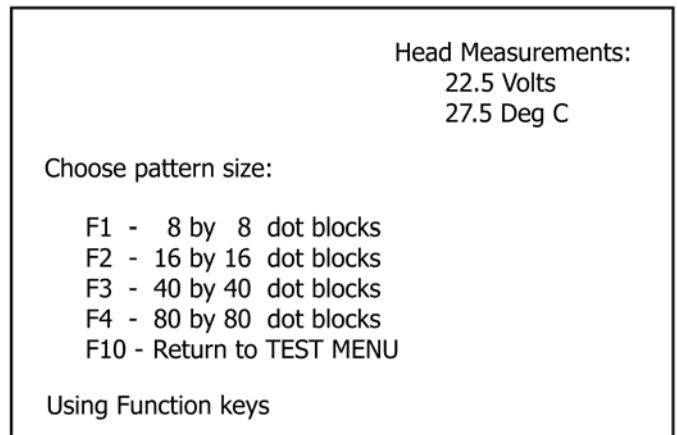 Head Measurements:
22.5 Volts
27.5 Deg C
Choose pattern size:
F1 - 8 by 8 dot blocks
F2 - 16 by 16 dot blocks
F3 - 40 by 40 dot blocks
F4 - 80 by 80 dot blocks
F10 - Return to TEST MENU
Using Function keys